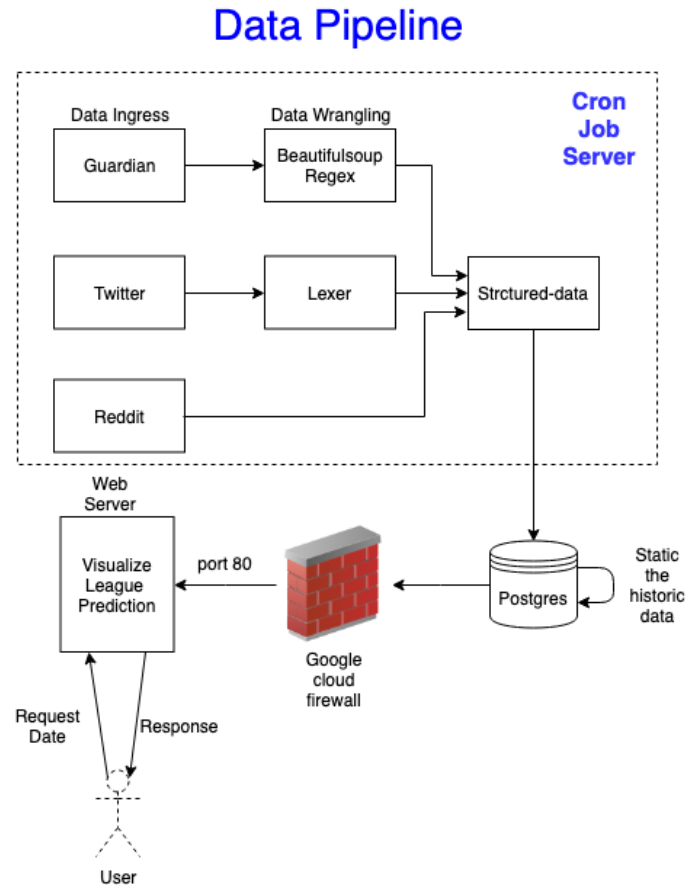 Data Pipeline
Cron
Job
Server
Data Ingress
Data Wrangling
Guardian
Beautifulsoup
Regex
Twitter
Lexer
Strctured-data
Reddit
Web
Server
Visualize
League
Prediction
port 80
Google
cloud
firewall
Postgres
Static
the
historic
data
Request
Date
Response
User